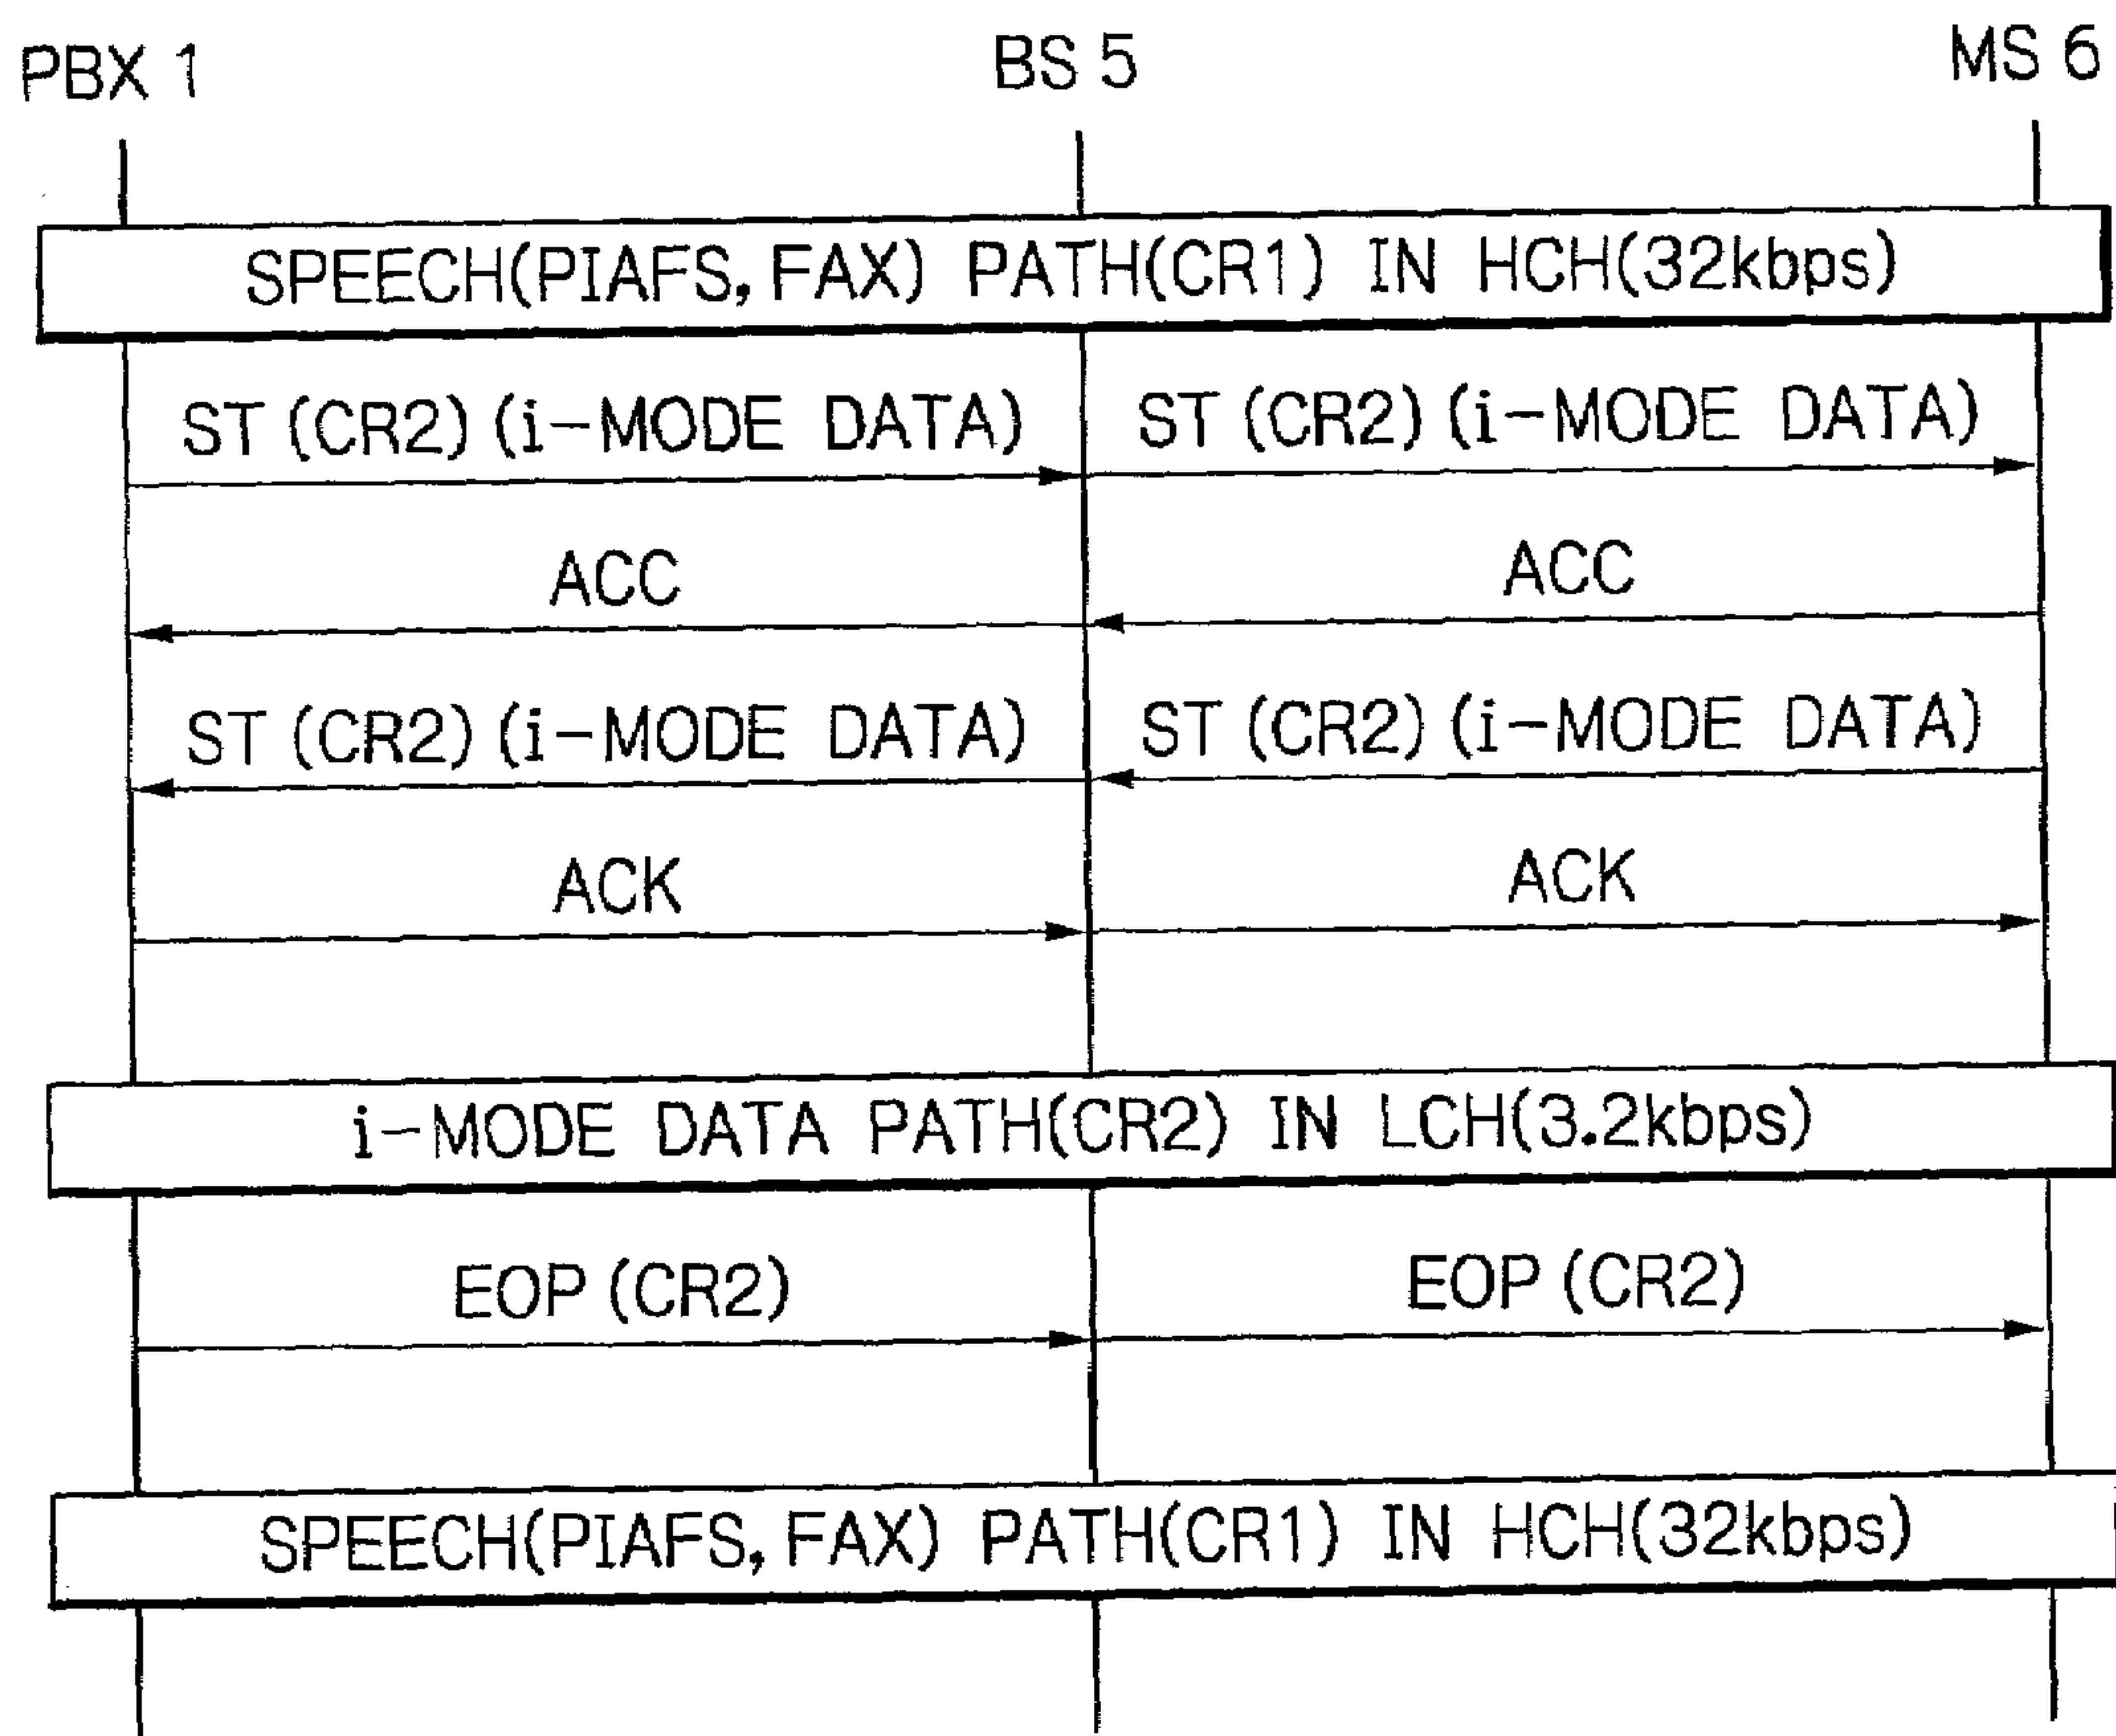 PBX 1 BS 5 MS 6
SPEECH(PIAFS, FAX) PATH(CR1) IN HCH(32kbps)
ST (CR2) (i-MODE DATA) ST (CR2) (i-MODE DATA)
ACC ACC
ST (CR2) (i-MODE DATA) ST (CR2) (i-MODE DATA)
ACK ACK
i-MODE DATA PATH(CR2) IN LCH(3.2kbps)
EOP (CR2) EOP (CR2)
SPEECH(PIAFS, FAX) PATH(CR1) IN HCH(32kbps)